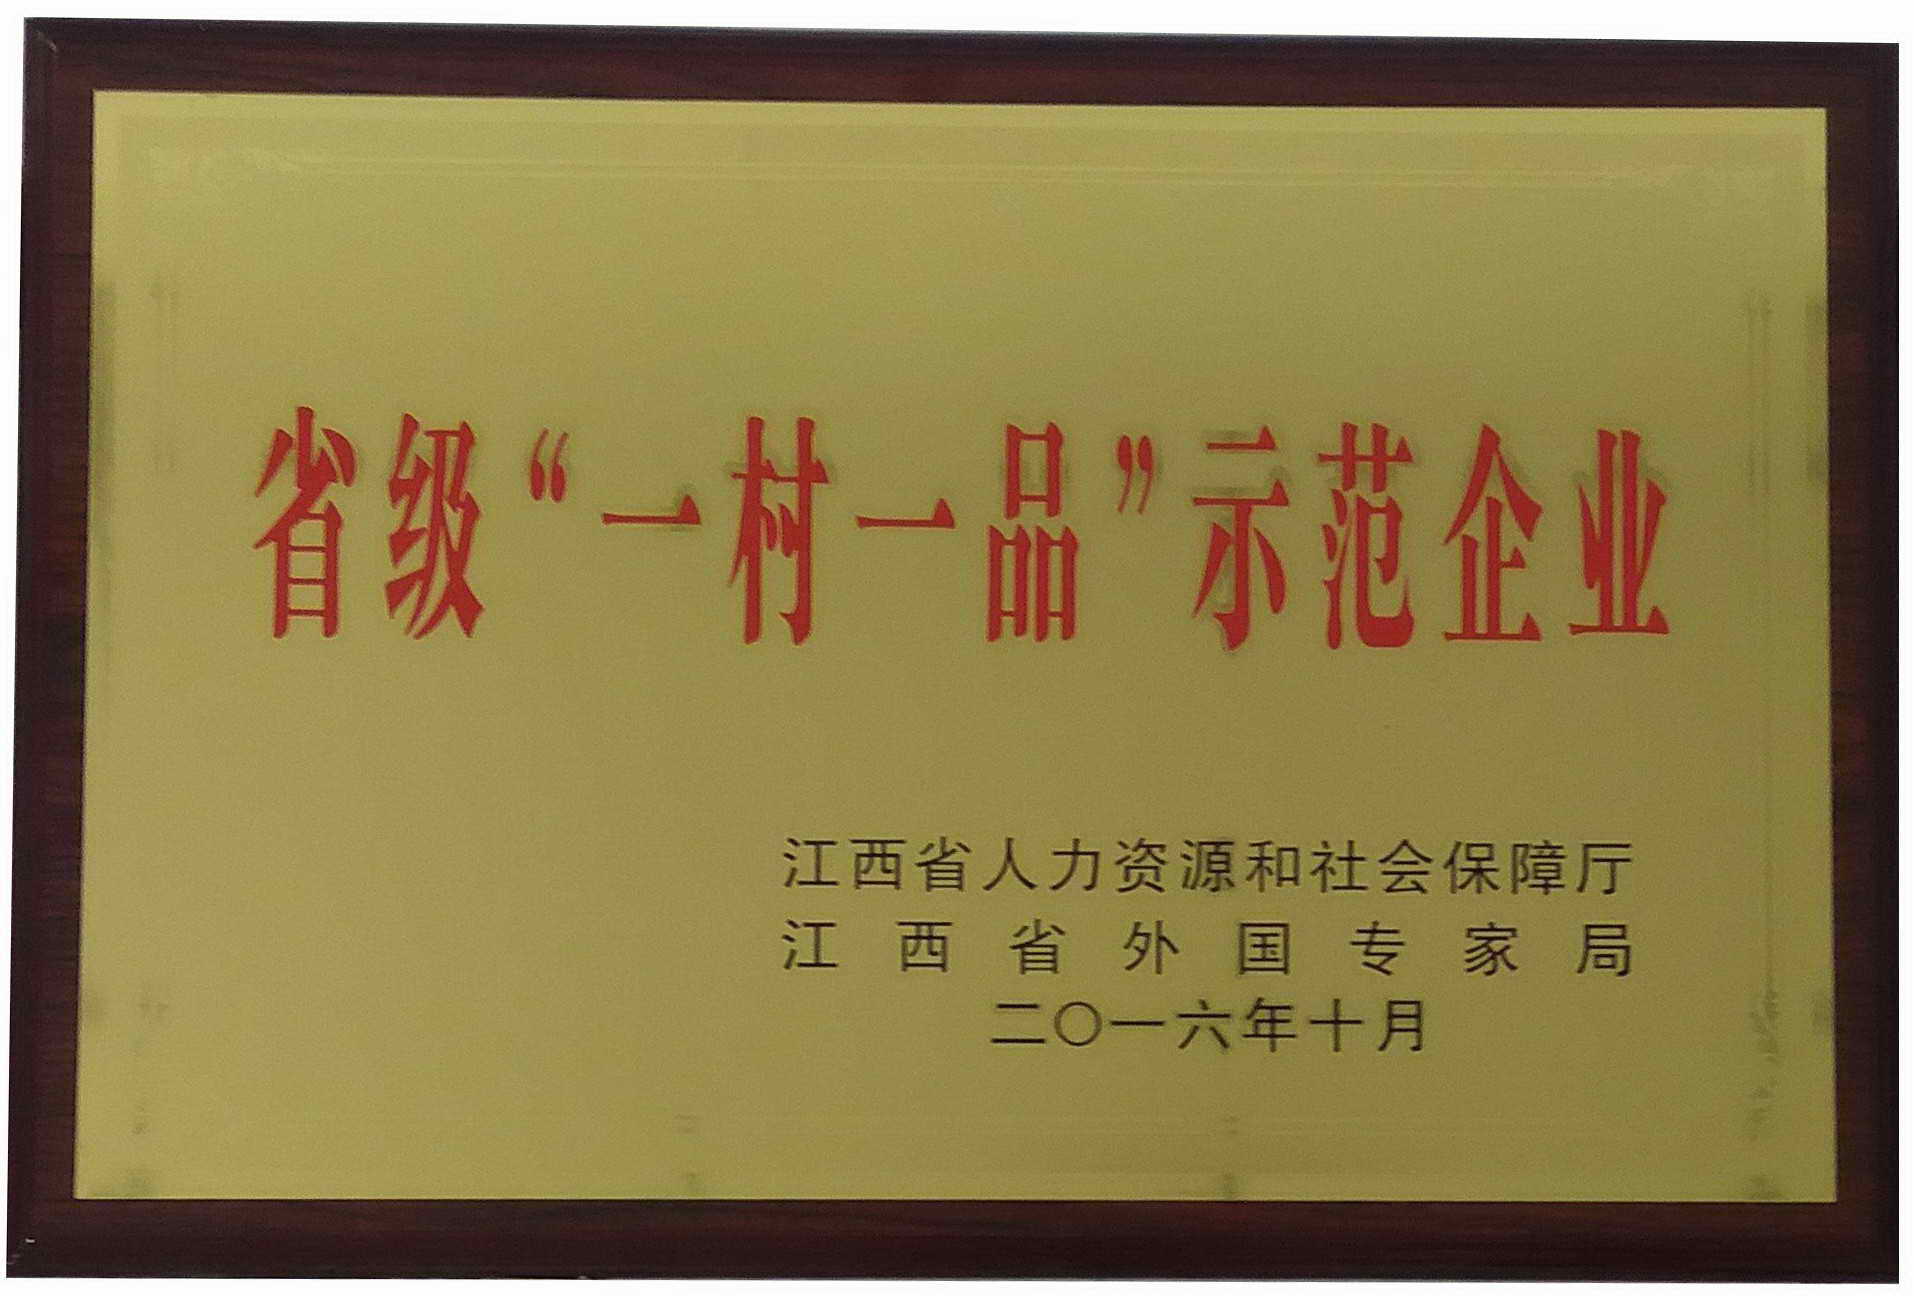 省级“一村一品”示范企业
江西省人力资源和社会保障厅
江西省外国专家局
二〇一六年十月